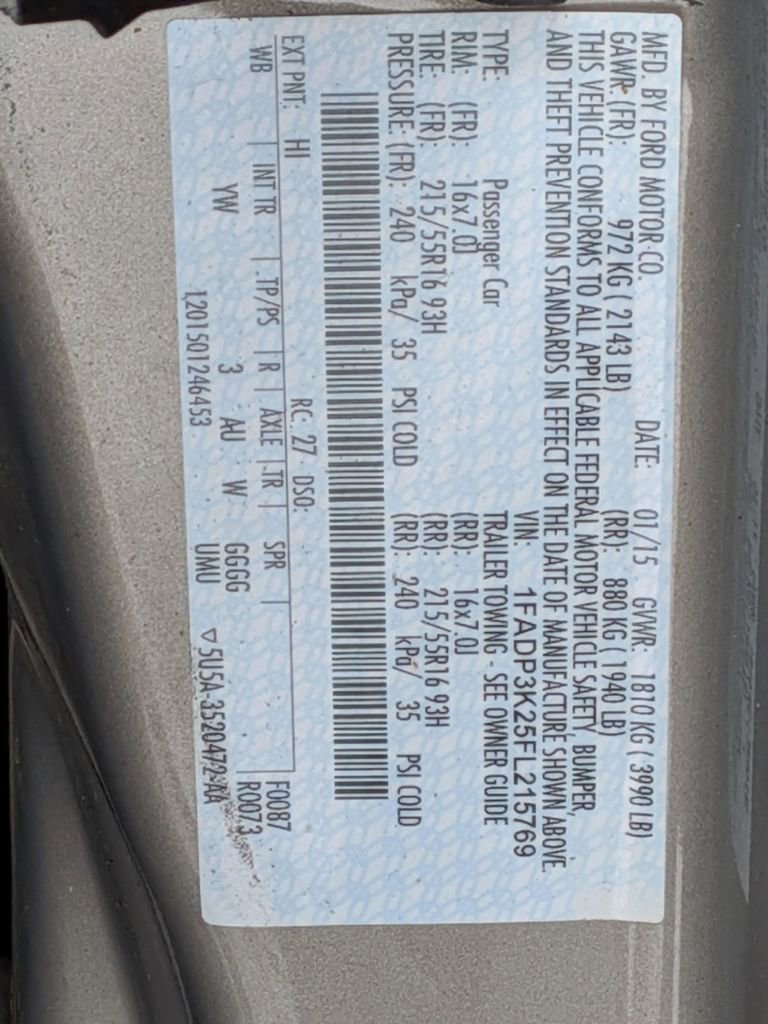 MFD. BY FORD MOTOR CO. DATE: 01/15 GVWR: 1810 KG ( 3990 LB)
GAWR: (FR): 972 KG ( 2143 LB) (RR): 880 KG ( 1940 LB)
THIS VEHICLE CONFORMS TO ALL APPLICABLE FEDERAL MOTOR VEHICLE SAFETY, BUMPER,
AND THEFT PREVENTION STANDARDS IN EFFECT ON THE DATE OF MANUFACTURE SHOWN ABOVE.
VIN: 1FADP3K25FL215769
TYPE: Passenger Car TRAILER TOWING - SEE OWNER GUIDE
RIM: (FR): 16x7.0J (RR): 16x7.0J
TIRE: (FR) 215/55R16 93H (RR): 215/55R16 93H
PRESSURE: (FR): 240 kPa/ 35 PSI COLD (RR): 240 kPa/ 35 PSI COLD
EXT PNT: HI RC: 27 DSO: F0087
WB | INT TR | TP/PS | R | AXLE | TR | SPR | R0073
YW 3 AU W GGGG
1,201501246453 UMU ▽5U5A-3520472-AA